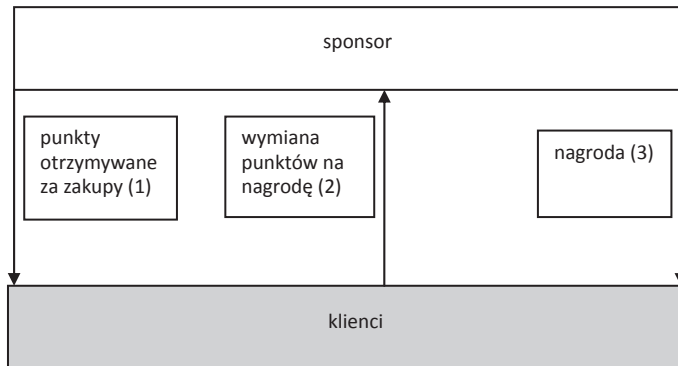 sponsor
punkty
otrzymywane
za zakupy (1)
wymiana
punktów na
nagrodę (2)
nagroda (3)
klienci